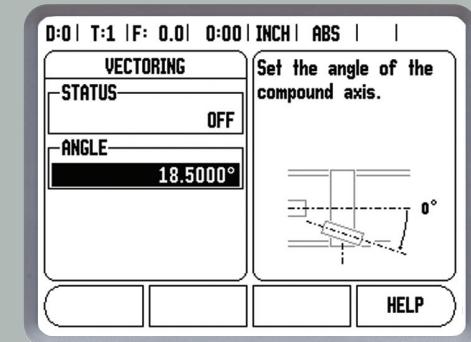 D:0| T:1 |F: 0.0| 0:00| INCH| ABS | |
VECTORING
STATUS
OFF
ANGLE
18.5000°
Set the angle of the
compound axis.
0°
HELP